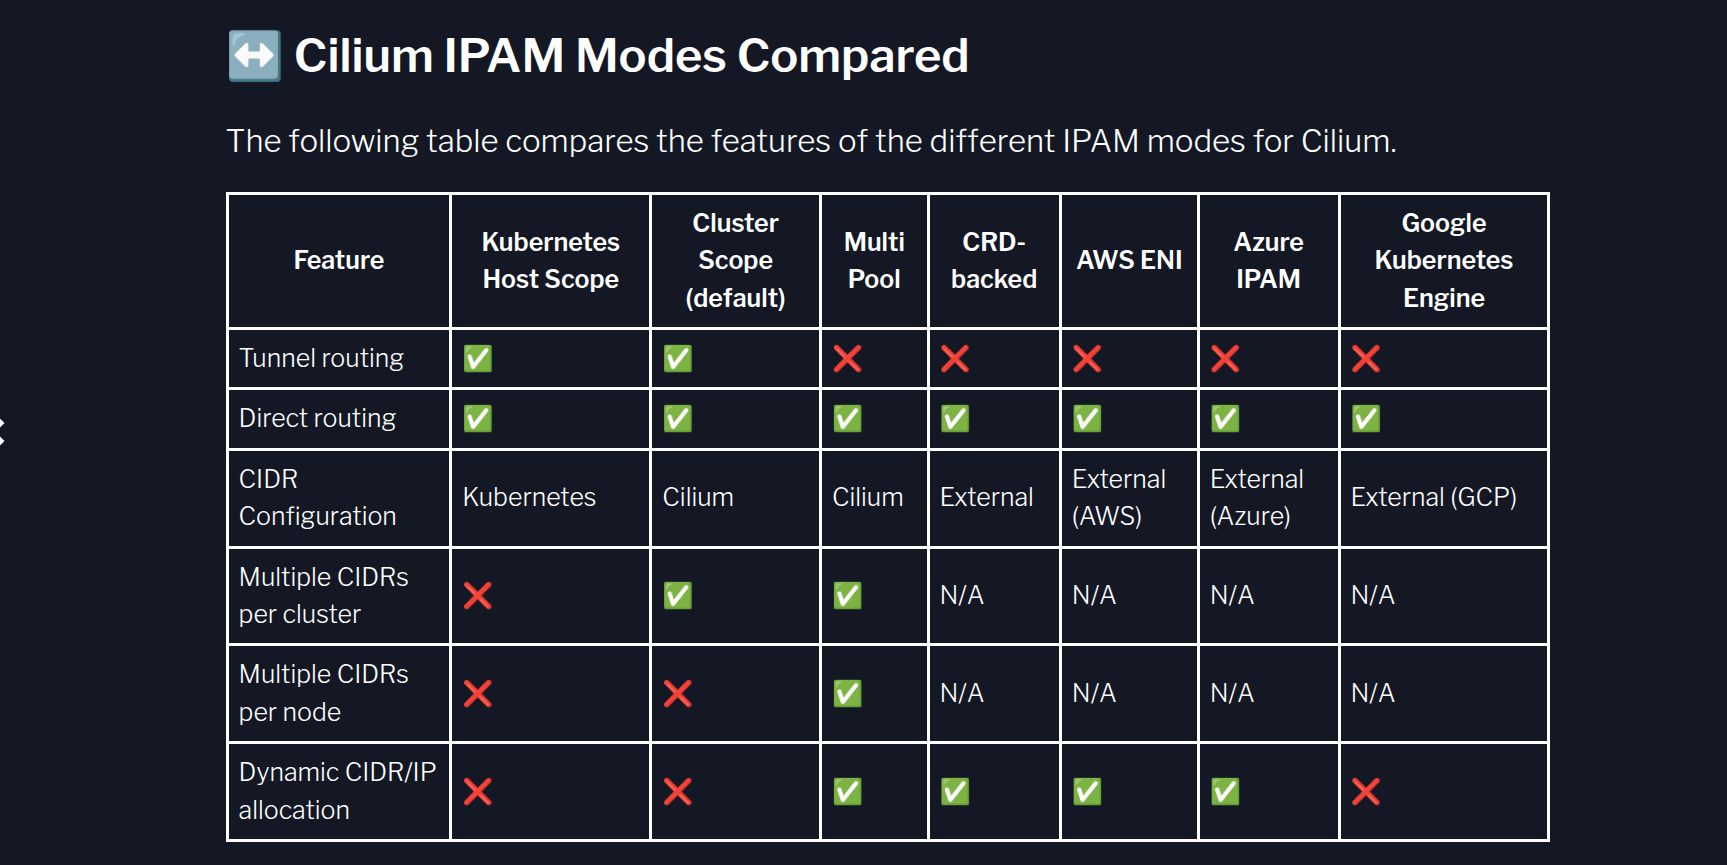 ↔️ Cilium IPAM Modes Compared
The following table compares the features of the different IPAM modes for Cilium.
Feature
Kubernetes
Host Scope
Cluster
Scope
(default)
Multi
Pool
CRD-
backed
AWS ENI
Azure
IPAM
Google
Kubernetes
Engine
Tunnel routing
✅
✅
❌
❌
❌
❌
❌
Direct routing
✅
✅
✅
✅
✅
✅
✅
CIDR
Configuration
Kubernetes
Cilium
Cilium
External
External
(AWS)
External
(Azure)
External (GCP)
Multiple CIDRs
per cluster
❌
✅
✅
N/A
N/A
N/A
N/A
Multiple CIDRs
per node
❌
❌
✅
N/A
N/A
N/A
N/A
Dynamic CIDR/IP
allocation
❌
❌
✅
✅
✅
✅
❌